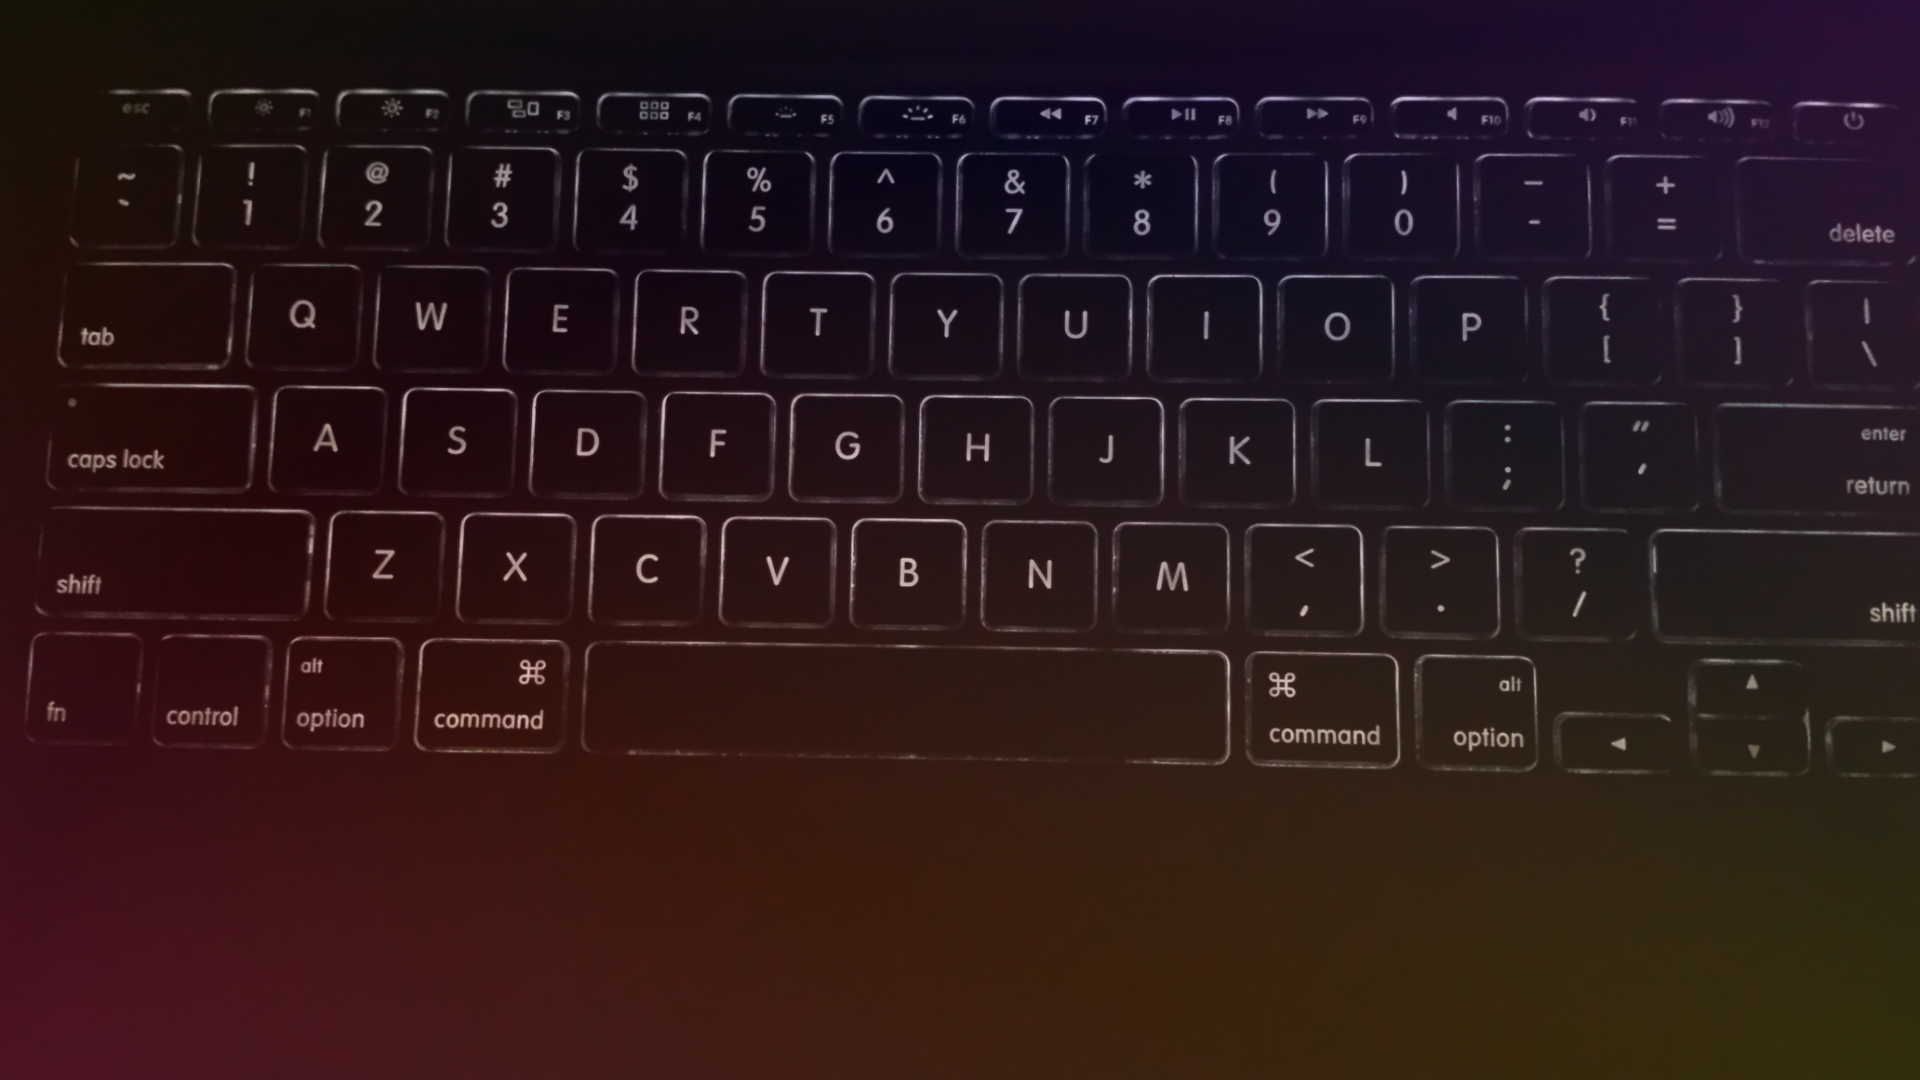 esc F1 F2 F3 F4 F5 F6 F7 F8 F9 F10 F11 F12
~ ! @ # $ % ^ & * ( ) — +
` 1 2 3 4 5 6 7 8 9 0 - = delete
tab Q W E R T Y U I O P { } |
[ ] \
caps lock A S D F G H J K L : " enter
; ' return
shift Z X C V B N M < > ? shift
, . /
alt ⌘ ⌘ alt ▲
fn control option command command option ◀ ▼ ▶